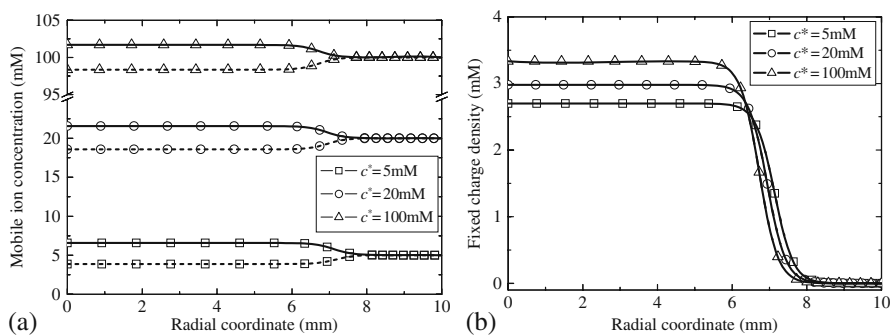 Mobile ion concentration (mM)
105
100
95
25
20
15
10
5
0
c*=5mM
c*=20mM
c*=100mM
0 2 4 6 8 10
Radial coordinate (mm)
(a)
Fixed charge density (mM)
4
3
2
1
0
c*=5mM
c*=20mM
c*=100mM
0 2 4 6 8 10
Radial coordinate (mm)
(b)